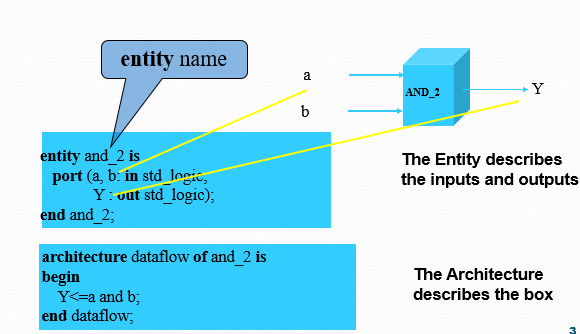 entity name
a
b
AND_2
Y
entity and_2 is
port (a, b: in std_logic;
Y : out std_logic);
end and_2;
The Entity describes
the inputs and outputs
architecture dataflow of and_2 is
begin
Y<=a and b;
end dataflow;
The Architecture
describes the box
3